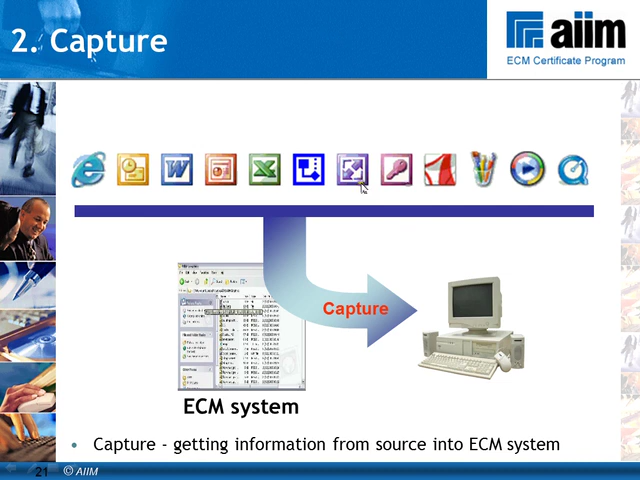 2. Capture
aiim
ECM Certificate Program
Capture
ECM system
• Capture - getting information from source into ECM system
21 © AIIM